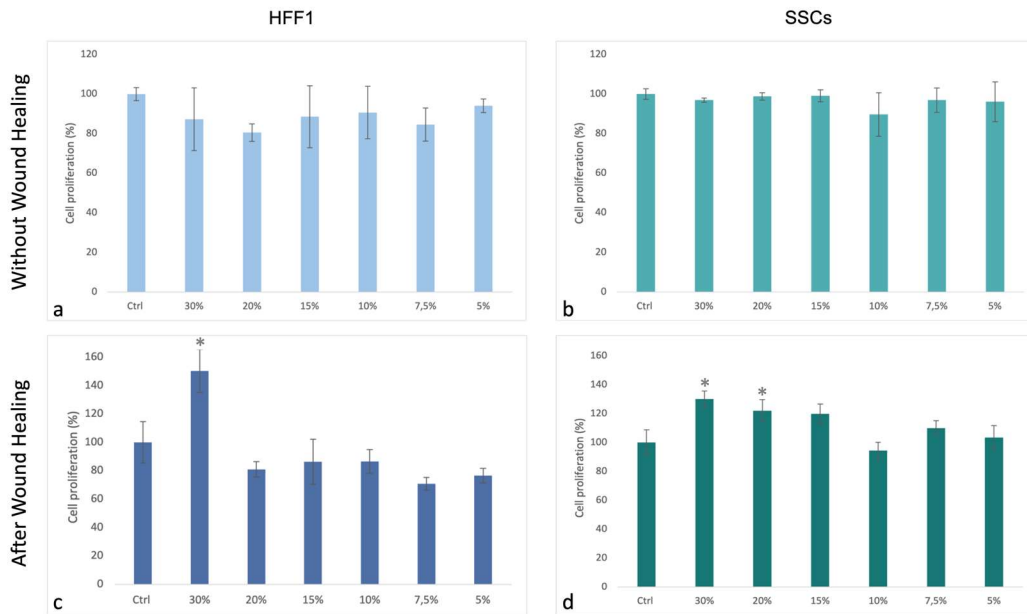 HFF1
SSCs
Without Wound Healing
After Wound Healing
Cell proliferation (%)
120
100
80
60
40
20
0
Ctrl 30% 20% 15% 10% 7,5% 5%
a
Cell proliferation (%)
120
100
80
60
40
20
0
Ctrl 30% 20% 15% 10% 7,5% 5%
b
Cell proliferation (%)
160
140
120
100
80
60
40
20
0
*
Ctrl 30% 20% 15% 10% 7,5% 5%
c
Cell proliferation (%)
160
140
120
100
80
60
40
20
0
* *
Ctrl 30% 20% 15% 10% 7,5% 5%
d